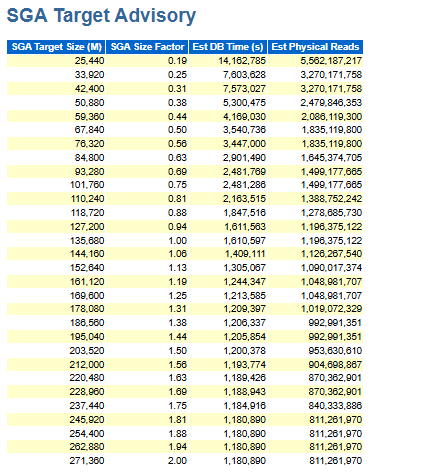 SGA Target Advisory
SGA Target Size (M) SGA Size Factor Est DB Time (s) Est Physical Reads
25,440 0.19 14,162,785 5,562,187,217
33,920 0.25 7,603,628 3,270,171,758
42,400 0.31 7,573,027 3,270,171,758
50,880 0.38 5,300,475 2,479,846,353
59,360 0.44 4,169,030 2,086,119,300
67,840 0.50 3,540,736 1,835,119,800
76,320 0.56 3,447,000 1,835,119,800
84,800 0.63 2,901,490 1,645,374,705
93,280 0.69 2,481,769 1,499,177,665
101,760 0.75 2,481,286 1,499,177,665
110,240 0.81 2,163,515 1,388,752,242
118,720 0.88 1,847,516 1,278,685,730
127,200 0.94 1,611,563 1,196,375,122
135,680 1.00 1,610,597 1,196,375,122
144,160 1.06 1,409,111 1,126,267,540
152,640 1.13 1,305,067 1,090,017,374
161,120 1.19 1,244,347 1,048,981,707
169,600 1.25 1,213,585 1,048,981,707
178,080 1.31 1,209,397 1,019,072,329
186,560 1.38 1,206,337 992,991,351
195,040 1.44 1,205,854 992,991,351
203,520 1.50 1,200,378 953,630,610
212,000 1.56 1,193,774 904,698,867
220,480 1.63 1,189,426 870,362,901
228,960 1.69 1,188,943 870,362,901
237,440 1.75 1,184,916 840,333,886
245,920 1.81 1,180,890 811,261,970
254,400 1.88 1,180,890 811,261,970
262,880 1.94 1,180,890 811,261,970
271,360 2.00 1,180,890 811,261,970